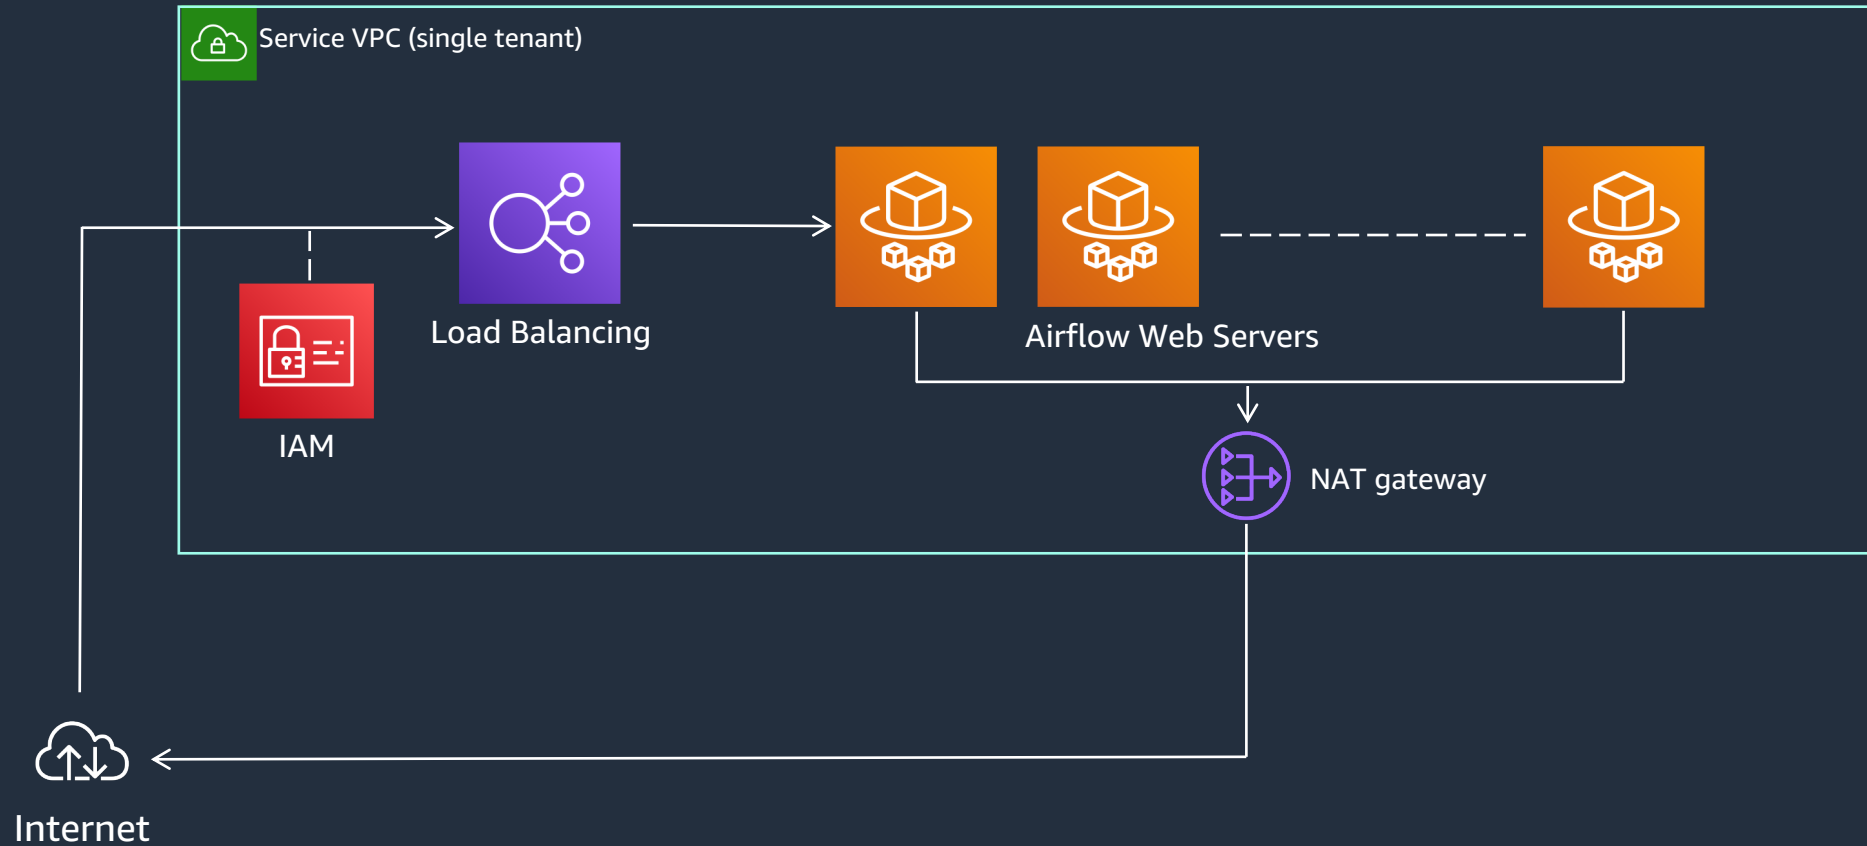 Service VPC (single tenant)
Load Balancing
Airflow Web Servers
IAM
NAT gateway
Internet